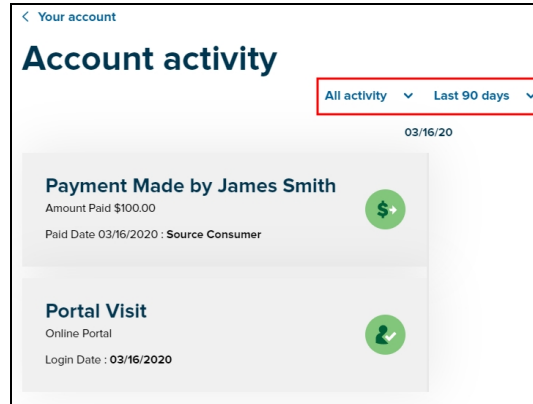 Your account
Account activity
All activity Last 90 days
03/16/20
Payment Made by James Smith
Amount Paid $100.00
Paid Date 03/16/2020 : Source Consumer
Portal Visit
Online Portal
Login Date : 03/16/2020